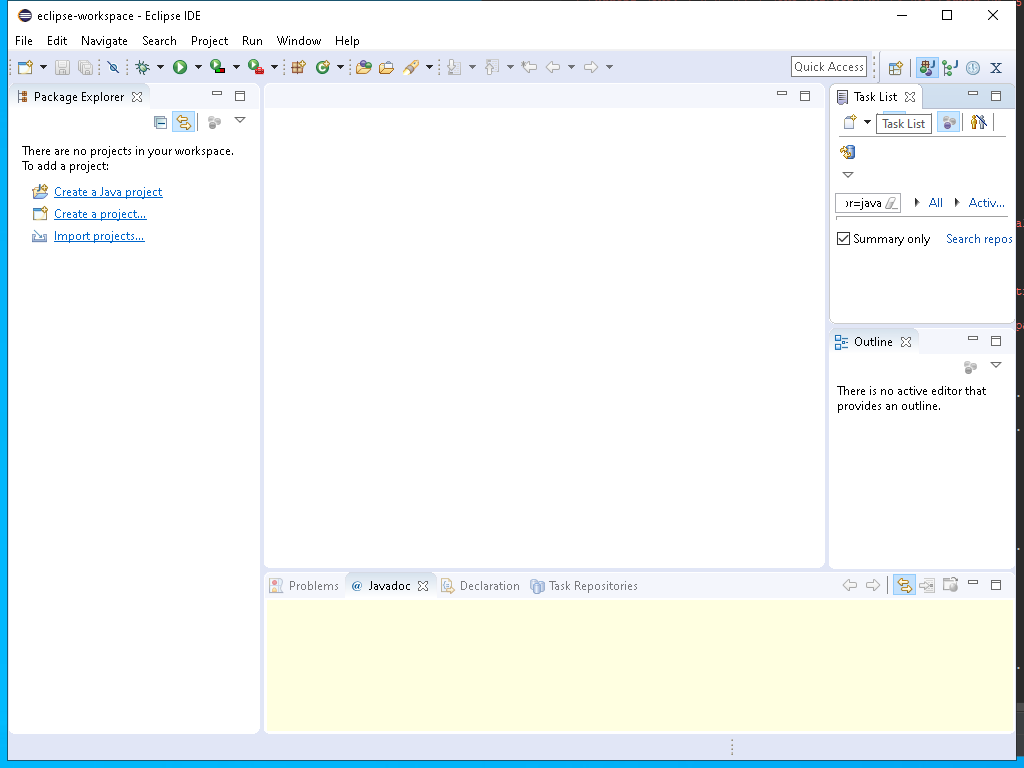 eclipse-workspace - Eclipse IDE
File Edit Navigate Search Project Run Window Help
Quick Access
Package Explorer
There are no projects in your workspace.
To add a project:
Create a Java project
Create a project...
Import projects...
Task List
Task List
or=java All Activ...
Summary only Search repos
Outline
There is no active editor that
provides an outline.
Problems @ Javadoc Declaration Task Repositories